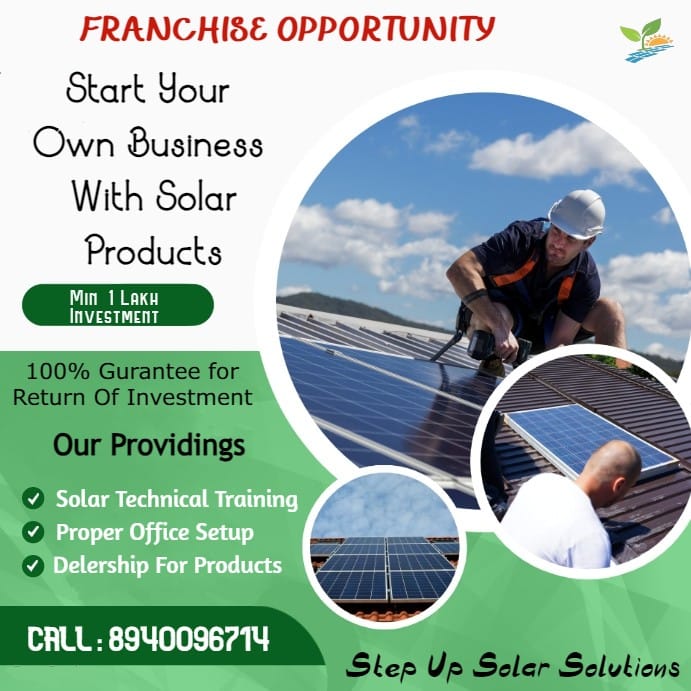 FRANCHISE OPPORTUNITY
Start Your
Own Business
With Solar
Products
Min 1 Lakh
Investment
100% Gurantee for
Return Of Investment
Our Providings
Solar Technical Training
Proper Office Setup
Delership For Products
CALL : 8940096714
Step Up Solar Solutions